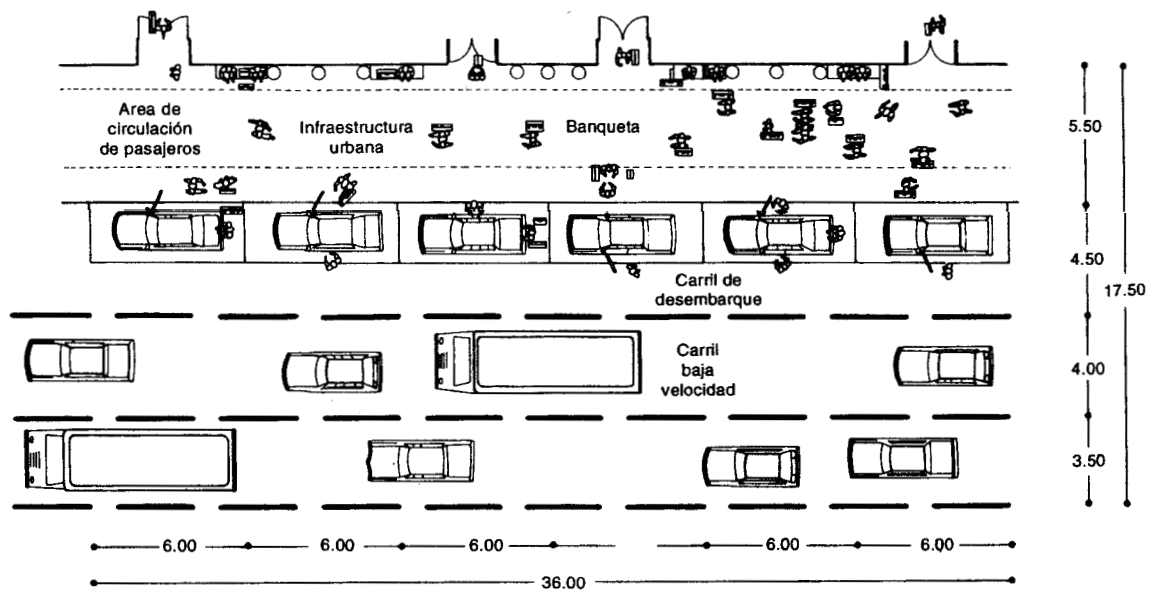 Area de
circulación
de pasajeros
Infraestructura
urbana
Banqueta
5.50
Carril de
desembarque
4.50
17.50
Carril
baja
velocidad
4.00
3.50
6.00
6.00
6.00
6.00
6.00
36.00